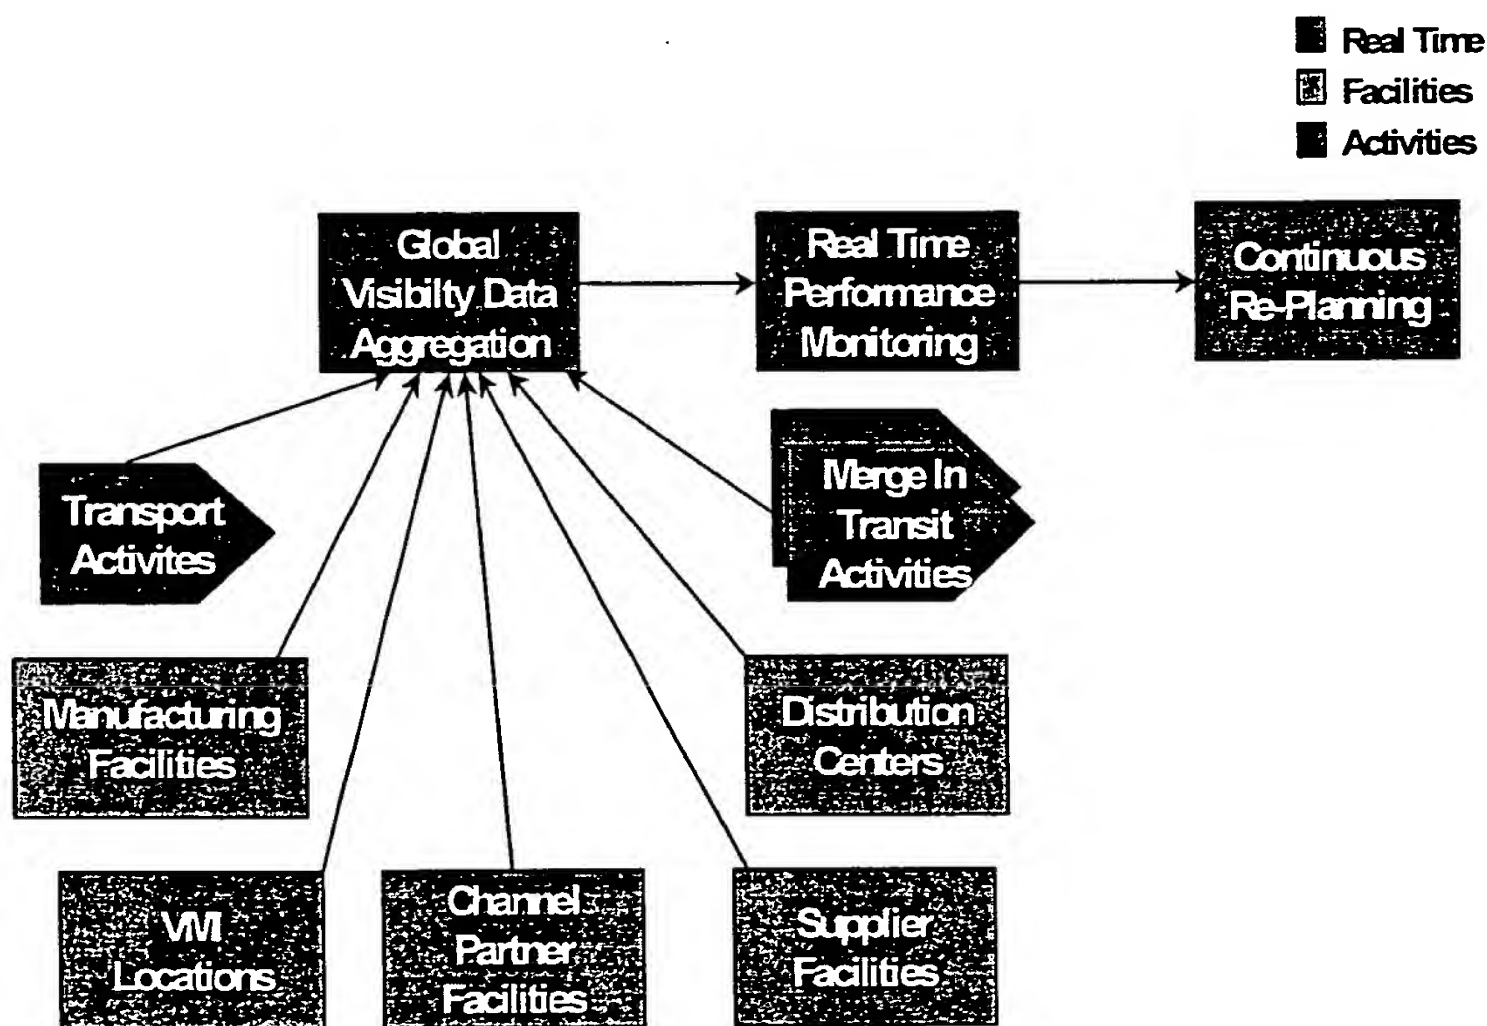 Real Time
Facilities
Activities
Global
Visibilty Data
Aggregation
Real Time
Performance
Monitoring
Continuous
Re-Planning
Transport
Activites
Merge In
Transit
Activities
Manufacturing
Facilities
Distribution
Centers
VMI
Locations
Channel
Partner
Facilities
Supplier
Facilities